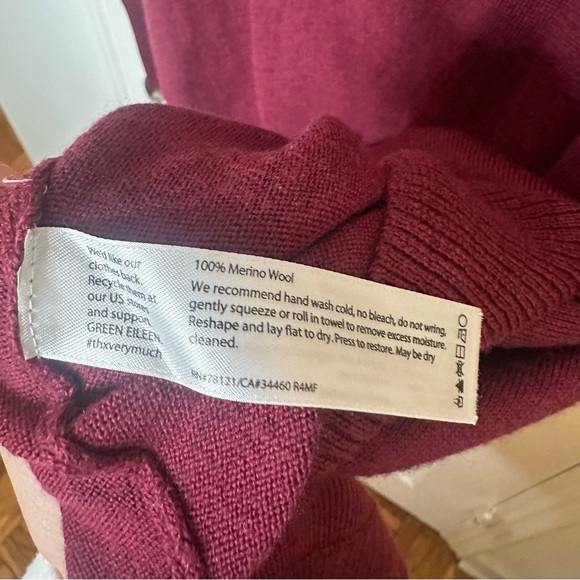 We'd like our
clothes back.
Recycle them at
our US stores
and support
GREEN EILEEN
#thxverymuch
100% Merino Wool
We recommend hand wash cold, no bleach, do not wring,
gently squeeze or roll in towel to remove excess moisture.
Reshape and lay flat to dry. Press to restore. May be dry
cleaned.
RN#78121/CA#34460 R4MF